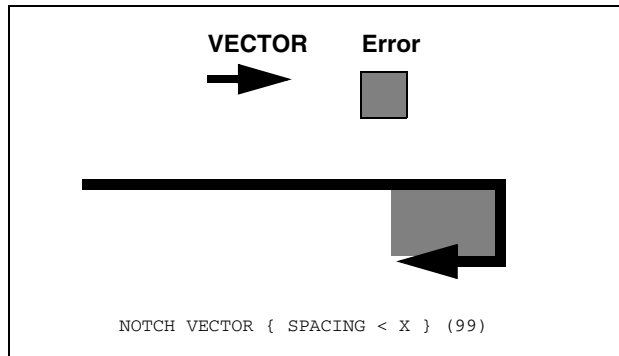 VECTOR Error
NOTCH VECTOR { SPACING < X } (99)